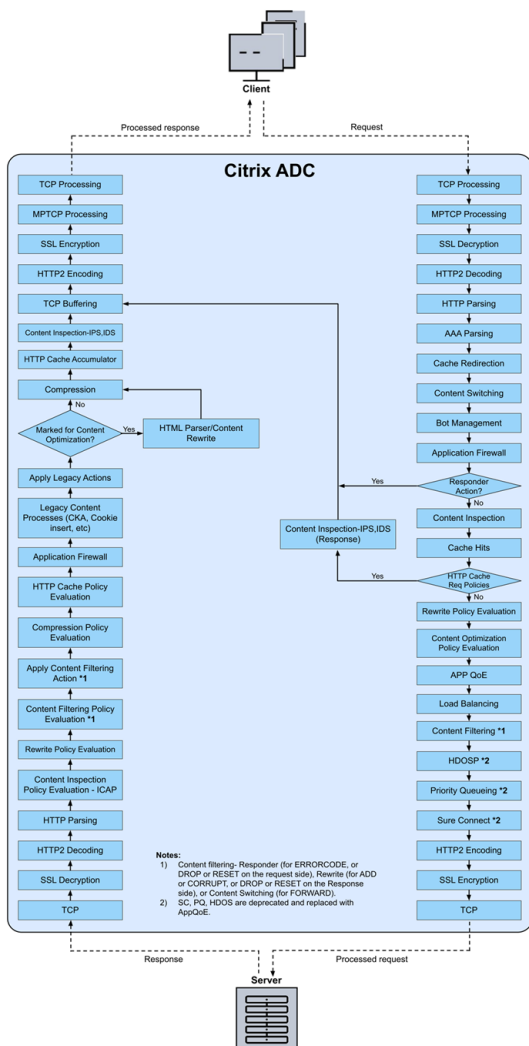 Client
Processed response
Request
Citrix ADC
TCP Processing
MPTCP Processing
SSL Encryption
HTTP2 Encoding
TCP Buffering
Content Inspection-IPS,IDS
HTTP Cache Accumulator
Compression
No
Marked for Content
Optimization?
Yes
HTML Parser/Content
Rewrite
Apply Legacy Actions
Legacy Content
Processes (CKA, Cookie
insert, etc)
Application Firewall
HTTP Cache Policy
Evaluation
Compression Policy
Evaluation
Apply Content Filtering
Action *1
Content Filtering Policy
Evaluation *1
Rewrite Policy Evaluation
Content Inspection
Policy Evaluation - ICAP
HTTP Parsing
HTTP2 Decoding
SSL Decryption
TCP
TCP Processing
MPTCP Processing
SSL Decryption
HTTP2 Decoding
HTTP Parsing
AAA Parsing
Cache Redirection
Content Switching
Bot Management
Application Firewall
Yes
Responder
Action?
No
Content Inspection-IPS,IDS
(Response)
Content Inspection
Cache Hits
Yes
HTTP Cache
Req Policies
No
Rewrite Policy Evaluation
Content Optimization
Policy Evaluation
APP QoE
Load Balancing
Content Filtering *1
HDOSP *2
Priority Queueing *2
Sure Connect *2
HTTP2 Encoding
SSL Encryption
TCP
Notes:
1) Content filtering- Responder (for ERRORCODE, or
DROP or RESET on the request side), Rewrite (for ADD
or CORRUPT, or DROP or RESET on the Response
side), or Content Switching (for FORWARD).
2) SC, PQ, HDOS are deprecated and replaced with
AppQoE.
Response
Processed request
Server